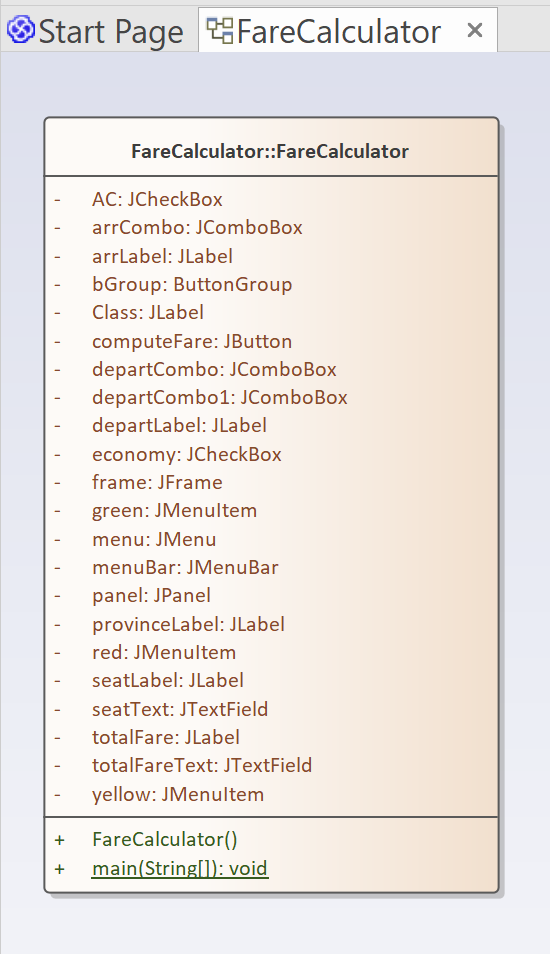 Start Page FareCalculator
FareCalculator::FareCalculator
- AC: JCheckBox
- arrCombo: JComboBox
- arrLabel: JLabel
- bGroup: ButtonGroup
- Class: JLabel
- computeFare: JButton
- departCombo: JComboBox
- departCombo1: JComboBox
- departLabel: JLabel
- economy: JCheckBox
- frame: JFrame
- green: JMenuItem
- menu: JMenu
- menuBar: JMenuBar
- panel: JPanel
- provinceLabel: JLabel
- red: JMenuItem
- seatLabel: JLabel
- seatText: JTextField
- totalFare: JLabel
- totalFareText: JTextField
- yellow: JMenuItem
+ FareCalculator()
+ main(String[]): void